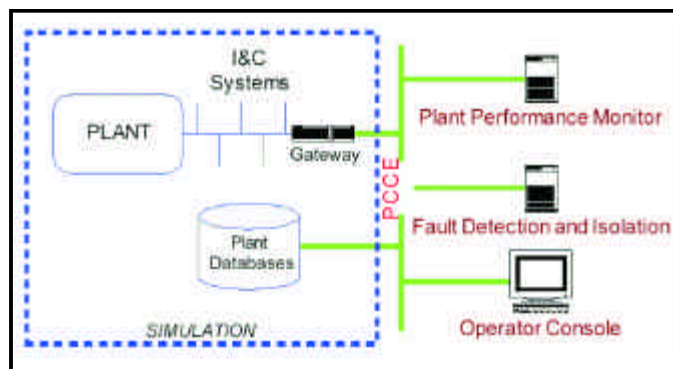 I&C
Systems
PLANT
Gateway
Plant
Databases
SIMULATION
PCCE
Plant Performance Monitor
Fault Detection and Isolation
Operator Console